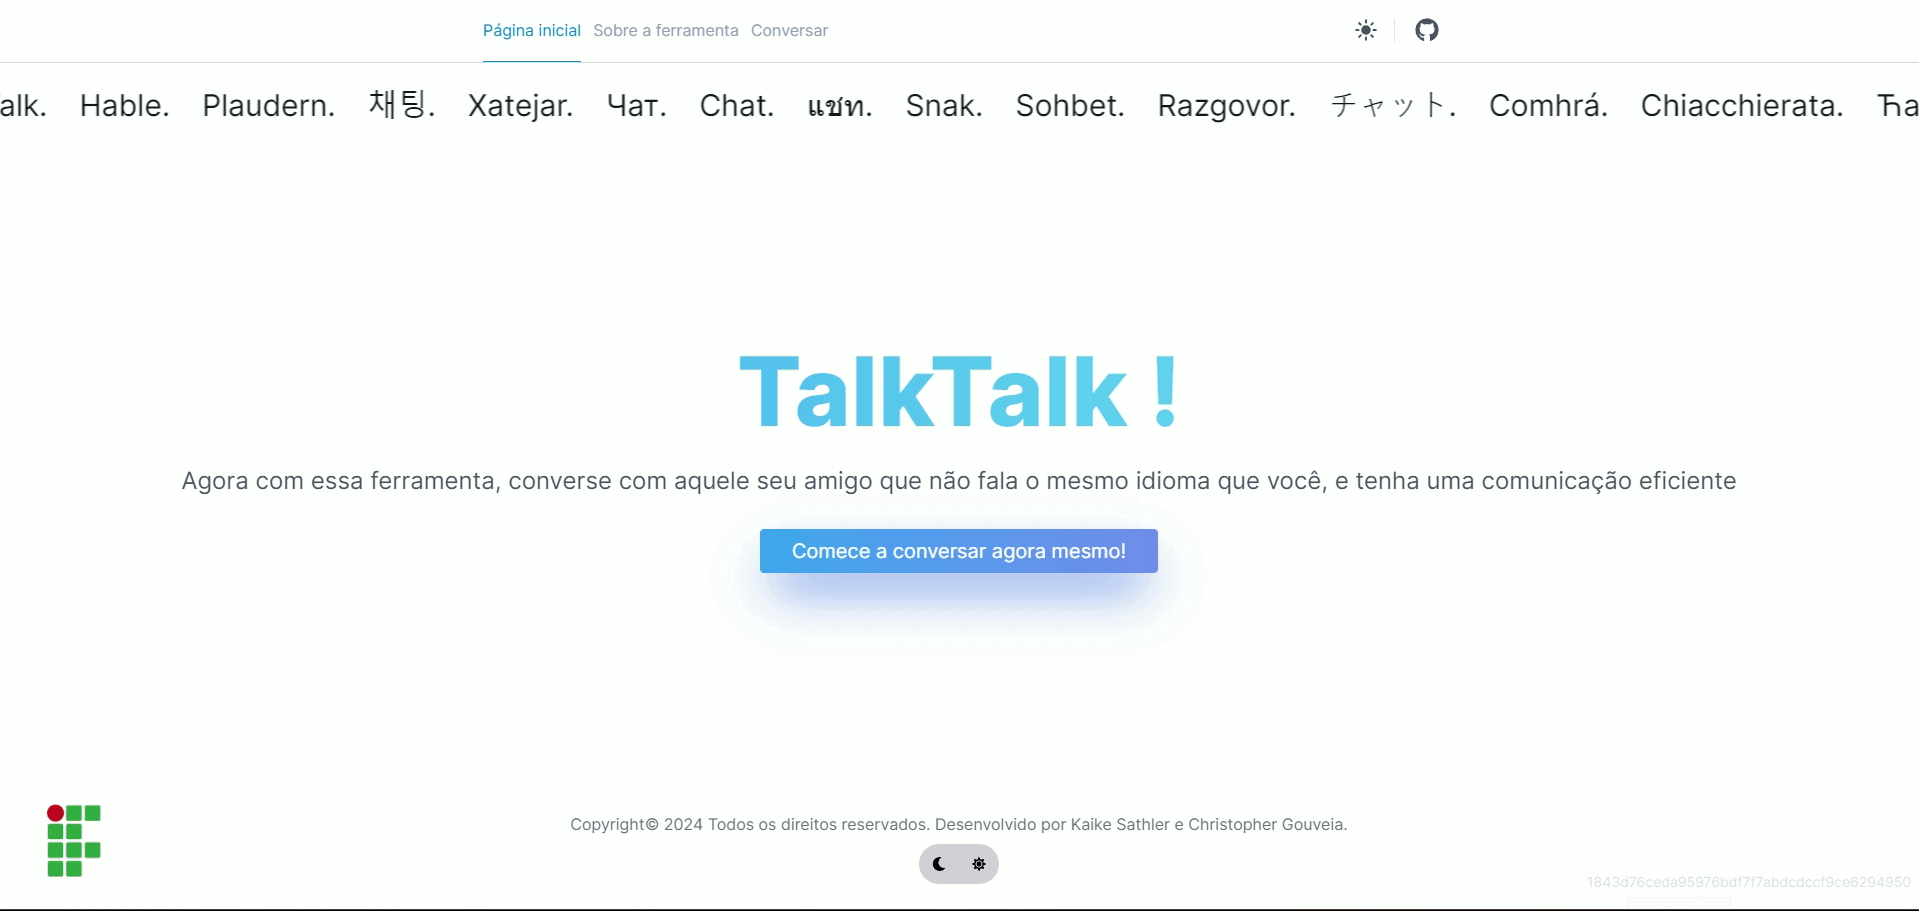 Página inicial Sobre a ferramenta Conversar
alk. Hable. Plaudern. 채팅. Xatejar. Чат. Chat. แชท. Snak. Sohbet. Razgovor. チャット. Comhrá. Chiacchierata. Ћа
TalkTalk !
Agora com essa ferramenta, converse com aquele seu amigo que não fala o mesmo idioma que você, e tenha uma comunicação eficiente
Comece a conversar agora mesmo!
Copyright© 2024 Todos os direitos reservados. Desenvolvido por Kaike Sathler e Christopher Gouveia.
1843d76ceda95976bdf7f7abdcdccf9ce6294950